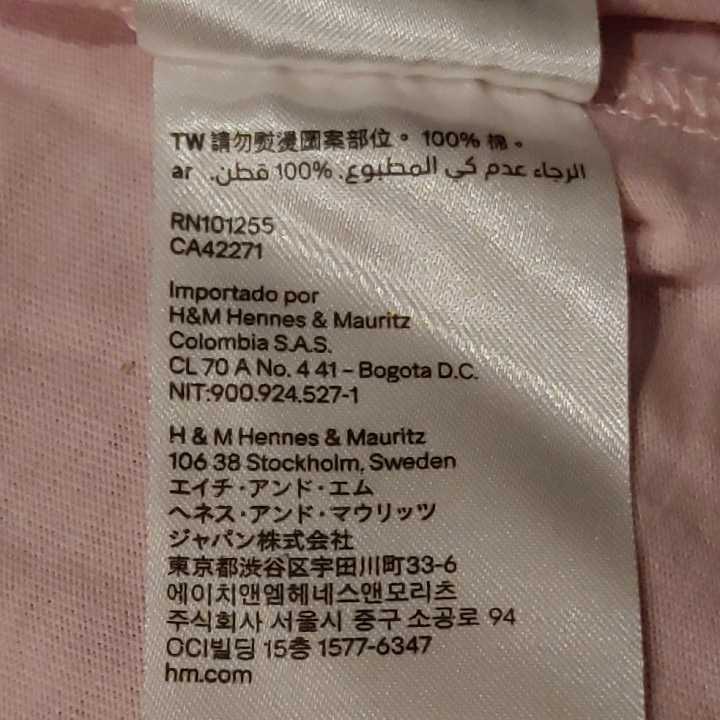 TW 請勿熨燙圖案部位。 100% 棉。
ar الرجاء عدم كي المطبوع. 100% قطن.
RN101255
CA42271
Importado por
H&M Hennes & Mauritz
Colombia S.A.S.
CL 70 A No. 4 41 – Bogota D.C.
NIT:900.924.527-1
H & M Hennes & Mauritz
106 38 Stockholm, Sweden
エイチ・アンド・エム
ヘネス・アンド・マウリッツ
ジャパン株式会社
東京都渋谷区宇田川町33-6
에이치앤엠헤네스앤모리츠
주식회사 서울시 중구 소공로 94
OCI빌딩 15층 1577-6347
hm.com